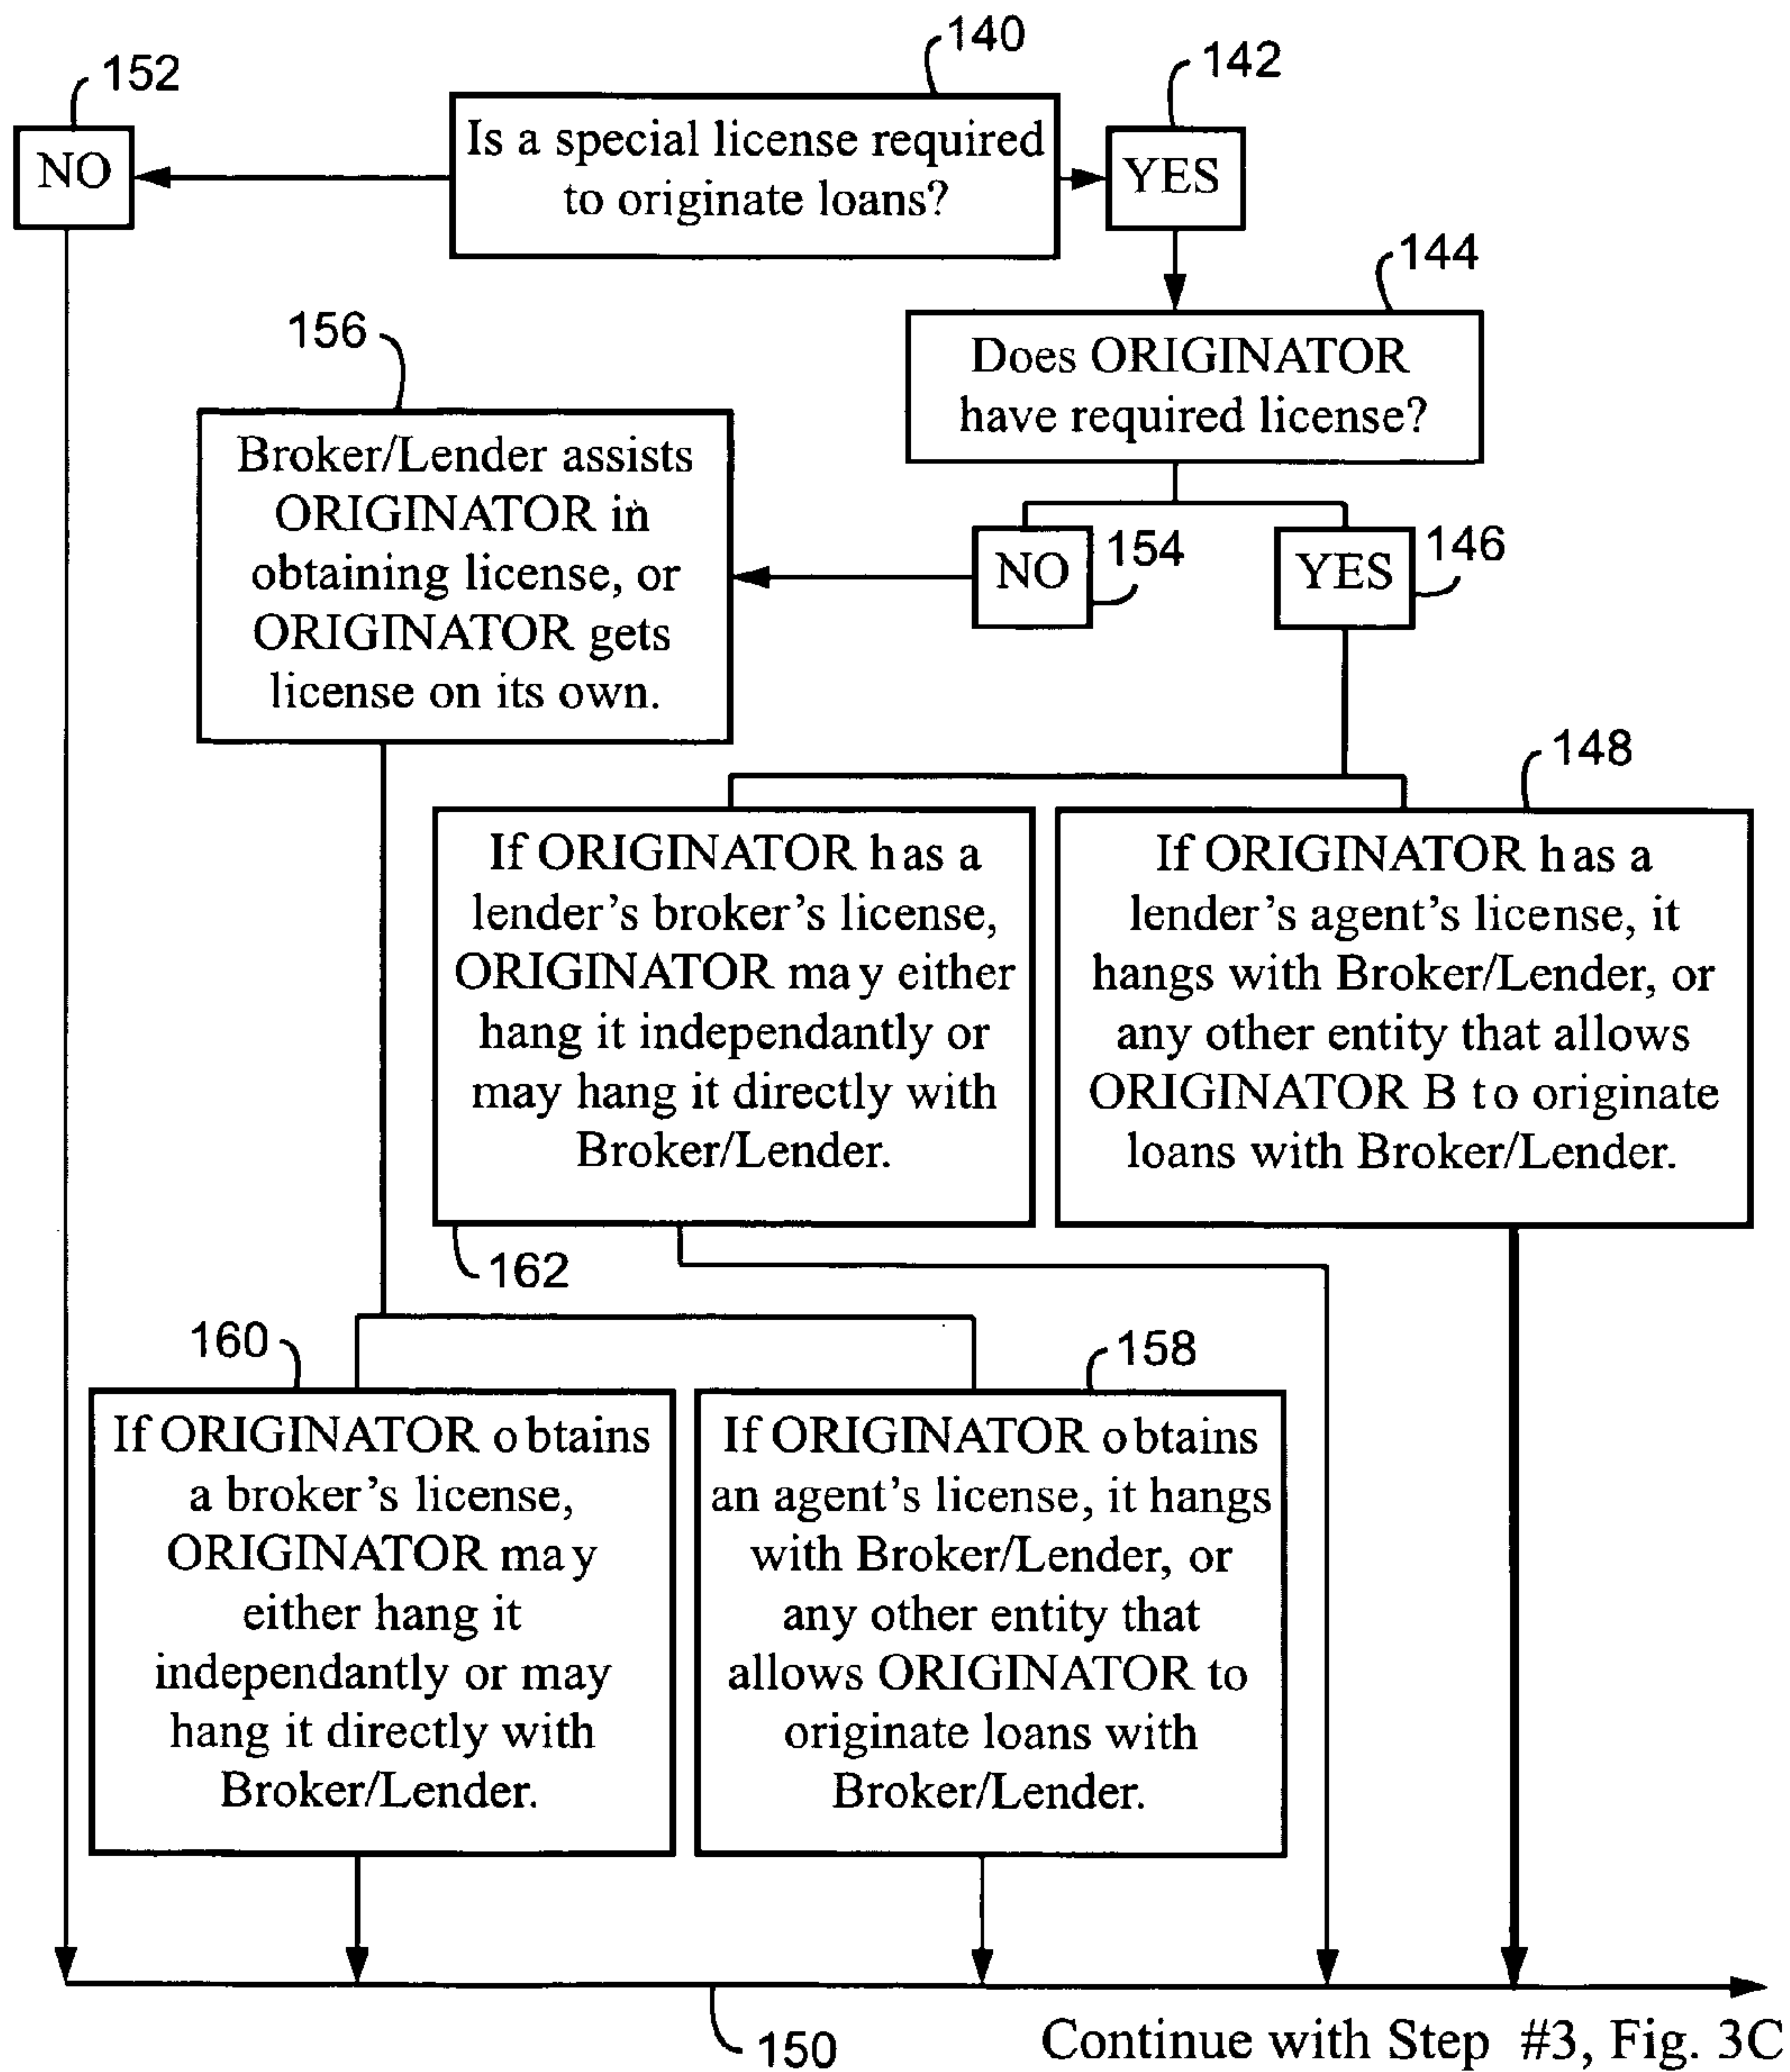 140
142
152
Is a special license required
to originate loans?
NO
YES
144
156
Does ORIGINATOR
have required license?
Broker/Lender assists
ORIGINATOR in
obtaining license, or
ORIGINATOR gets
license on its own.
NO
154
YES
146
148
If ORIGINATOR has a
lender's broker's license,
ORIGINATOR may either
hang it independantly or
may hang it directly with
Broker/Lender.
If ORIGINATOR has a
lender's agent's license, it
hangs with Broker/Lender, or
any other entity that allows
ORIGINATOR B to originate
loans with Broker/Lender.
162
160
158
If ORIGINATOR obtains
a broker's license,
ORIGINATOR may
either hang it
independantly or may
hang it directly with
Broker/Lender.
If ORIGINATOR obtains
an agent's license, it hangs
with Broker/Lender, or
any other entity that
allows ORIGINATOR to
originate loans with
Broker/Lender.
150
Continue with Step #3, Fig. 3C